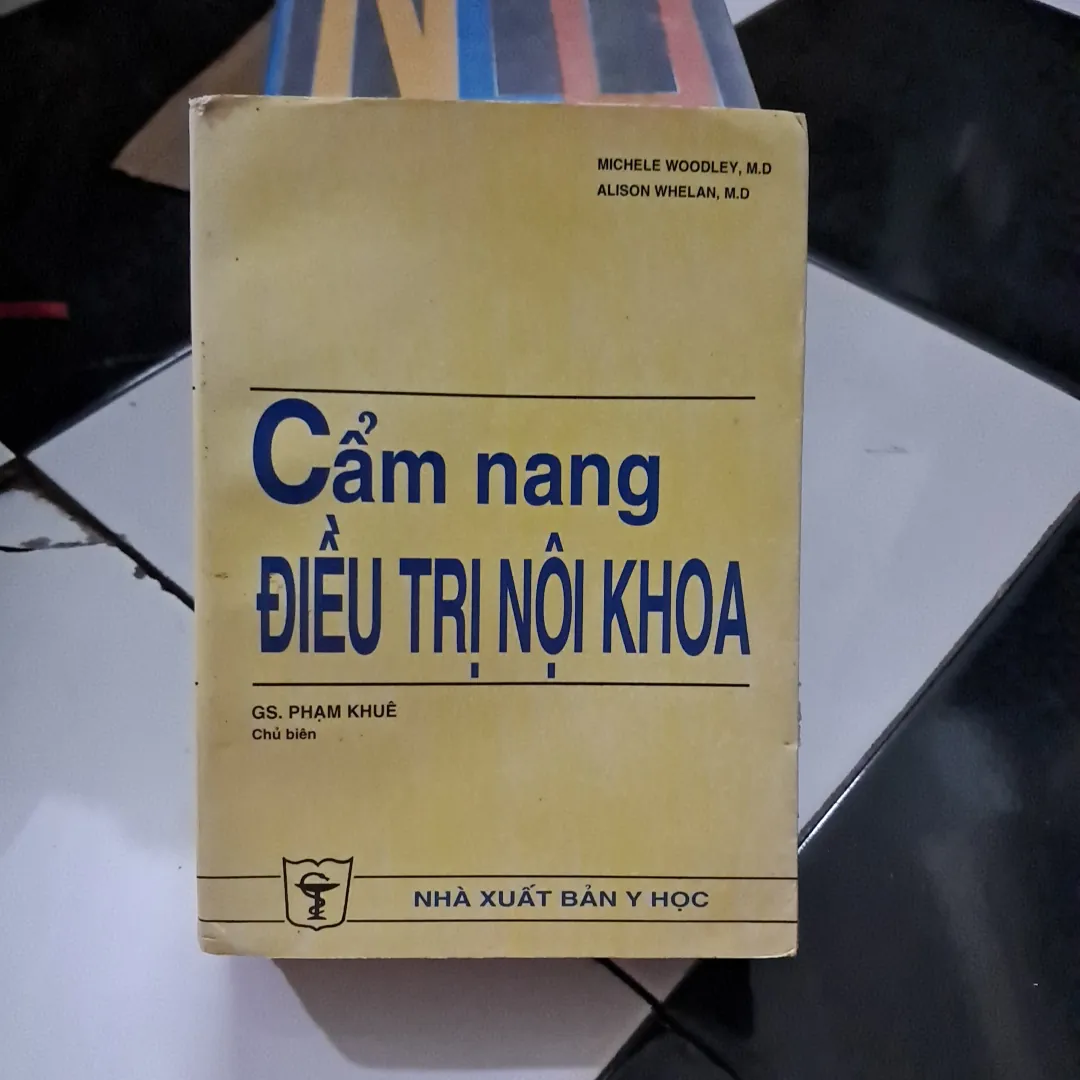 MICHELE WOODLEY, M.D
ALISON WHELAN, M.D
Cẩm nang
ĐIỀU TRỊ NỘI KHOA
GS. PHẠM KHUÊ
Chủ biên
NHÀ XUẤT BẢN Y HỌC